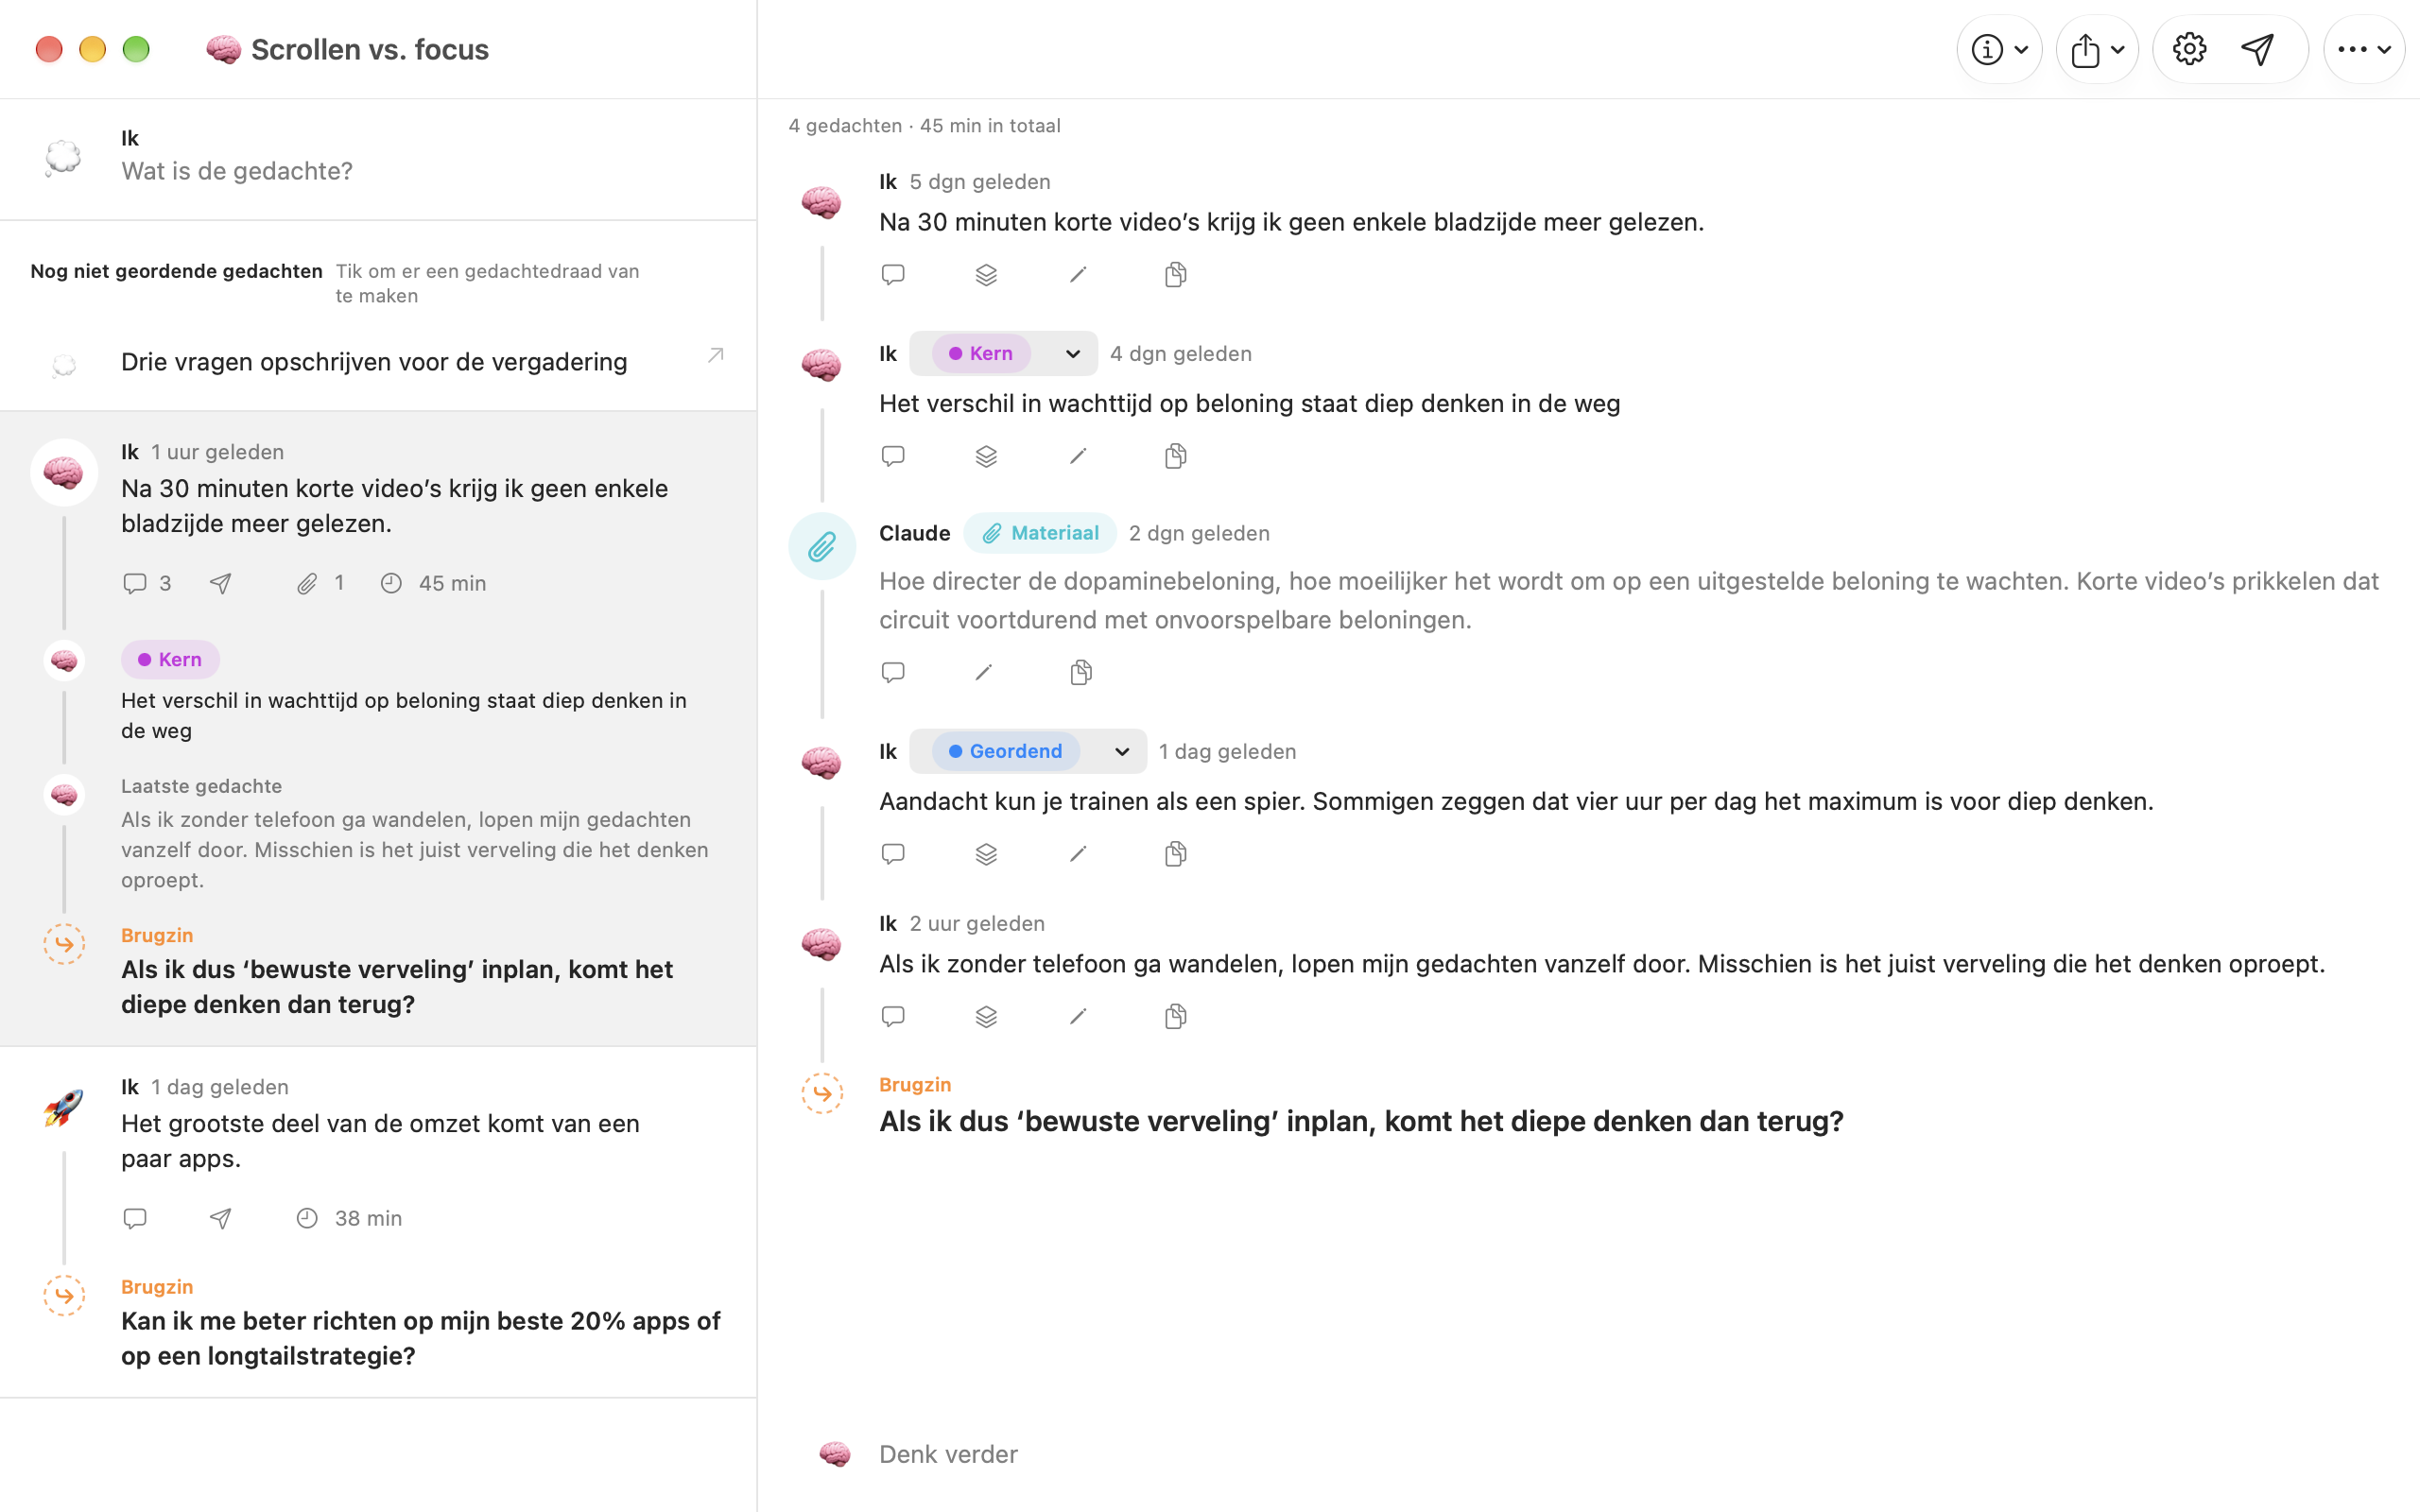 Scrollen vs. focus
Ik
Wat is de gedachte?
Nog niet geordende gedachten
Tik om er een gedachtedraad van
te maken
Drie vragen opschrijven voor de vergadering
Ik 1 uur geleden
Na 30 minuten korte video’s krijg ik geen enkele
bladzijde meer gelezen.
3 1 45 min
Kern
Het verschil in wachttijd op beloning staat diep denken in
de weg
Laatste gedachte
Als ik zonder telefoon ga wandelen, lopen mijn gedachten
vanzelf door. Misschien is het juist verveling die het denken
oproept.
Brugzin
Als ik dus ‘bewuste verveling’ inplan, komt het
diepe denken dan terug?
Ik 1 dag geleden
Het grootste deel van de omzet komt van een
paar apps.
38 min
Brugzin
Kan ik me beter richten op mijn beste 20% apps of
op een longtailstrategie?
4 gedachten · 45 min in totaal
Ik 5 dgn geleden
Na 30 minuten korte video’s krijg ik geen enkele bladzijde meer gelezen.
Ik Kern 4 dgn geleden
Het verschil in wachttijd op beloning staat diep denken in de weg
Claude Materiaal 2 dgn geleden
Hoe directer de dopaminebeloning, hoe moeilijker het wordt om op een uitgestelde beloning te wachten. Korte video’s prikkelen dat
circuit voortdurend met onvoorspelbare beloningen.
Ik Geordend 1 dag geleden
Aandacht kun je trainen als een spier. Sommigen zeggen dat vier uur per dag het maximum is voor diep denken.
Ik 2 uur geleden
Als ik zonder telefoon ga wandelen, lopen mijn gedachten vanzelf door. Misschien is het juist verveling die het denken oproept.
Brugzin
Als ik dus ‘bewuste verveling’ inplan, komt het diepe denken dan terug?
Denk verder